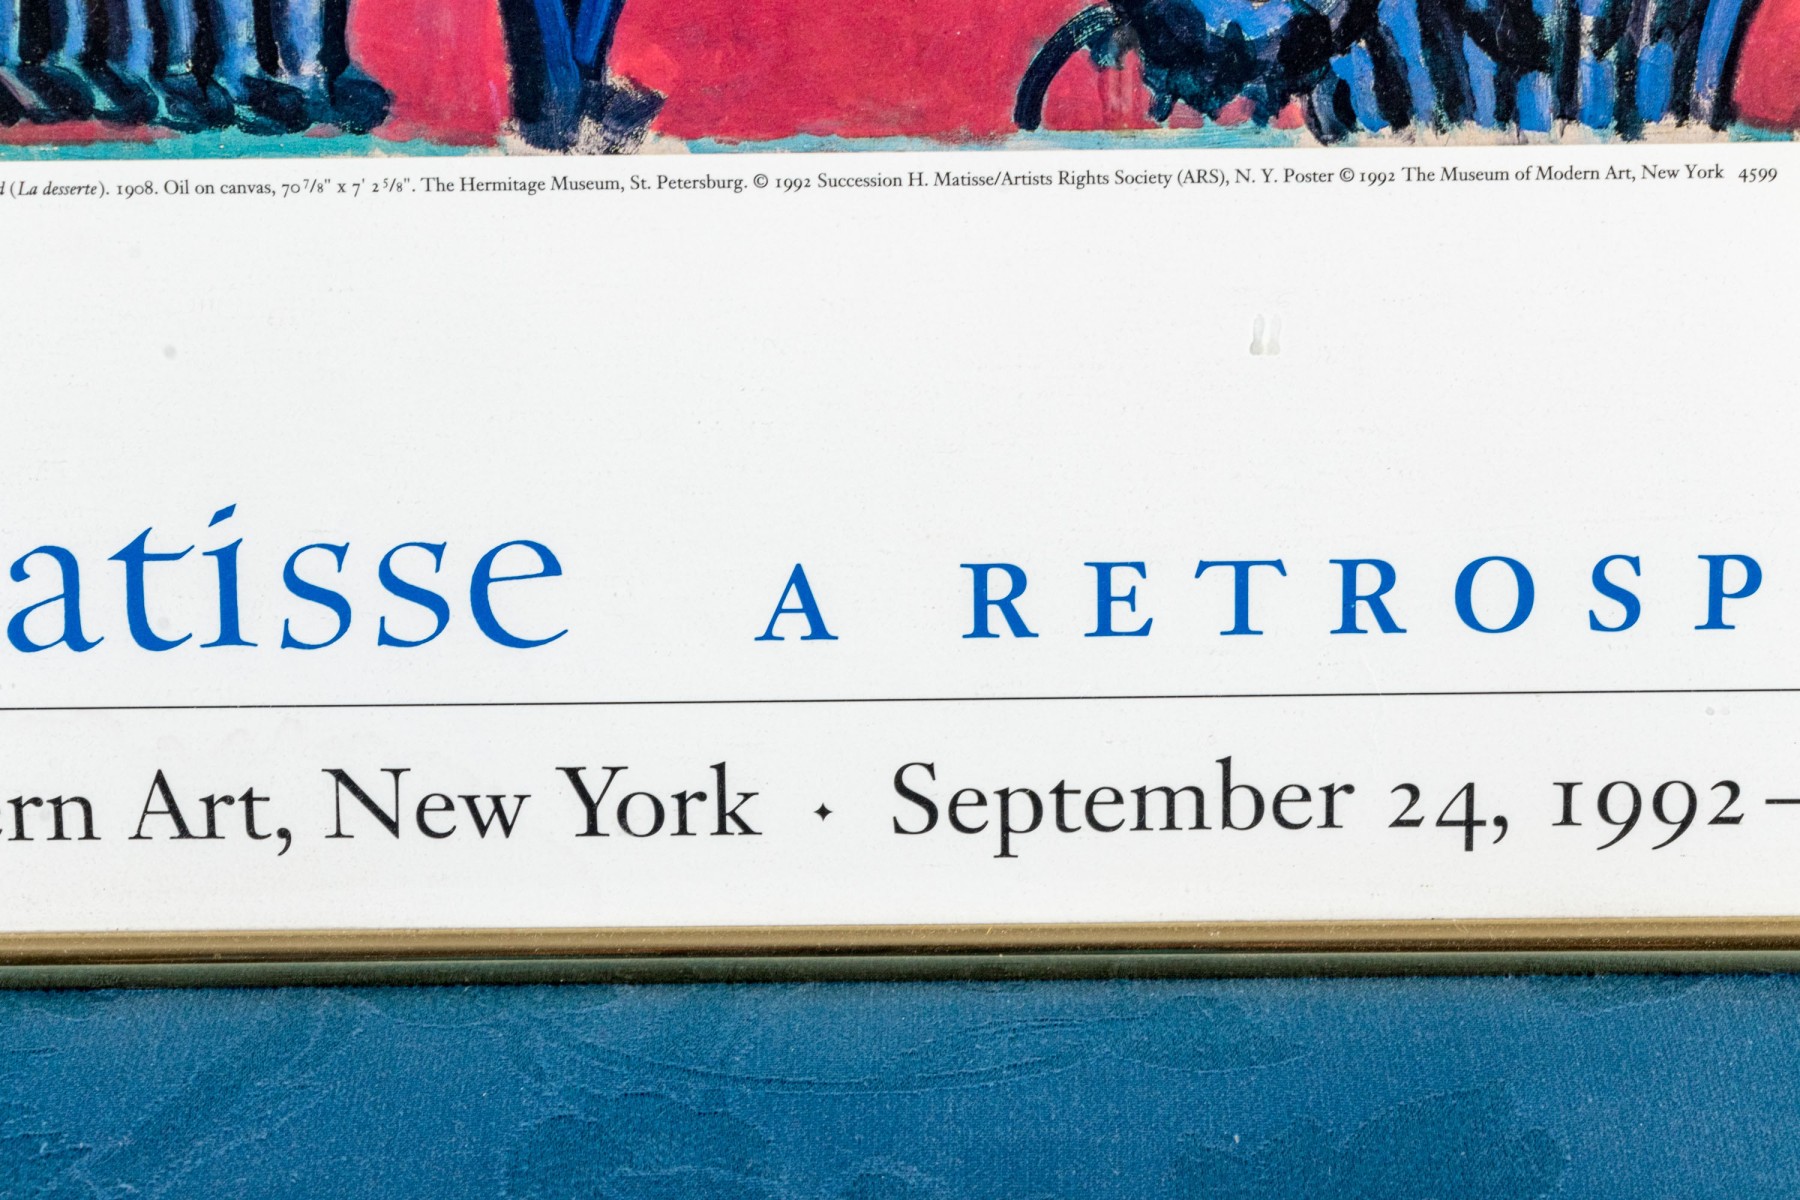 d (La desserte). 1908. Oil on canvas, 70 7/8" x 7' 2 5/8". The Hermitage Museum, St. Petersburg. © 1992 Succession H. Matisse/Artists Rights Society (ARS), N. Y. Poster © 1992 The Museum of Modern Art, New York 4599
atisse A RETROSP
ern Art, New York · September 24, 1992–